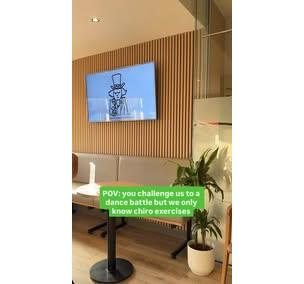 POV: you challenge us to a
dance battle but we only
know chiro exercises